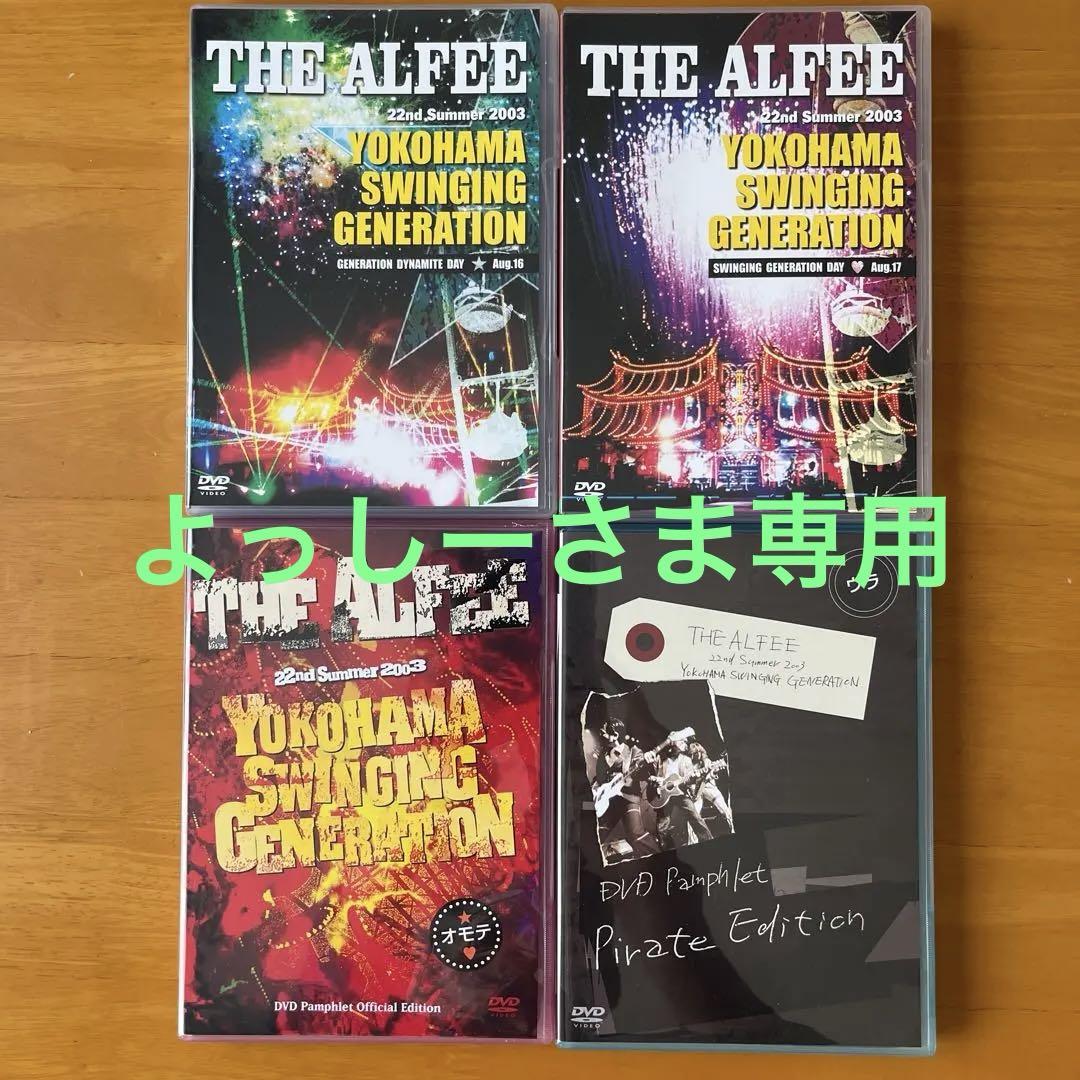 THE ALFEE
22nd Summer 2003
YOKOHAMA
SWINGING
GENERATION
GENERATION DYNAMITE DAY ★ Aug.16
DVD
VIDEO
THE ALFEE
22nd Summer 2003
YOKOHAMA
SWINGING
GENERATION
SWINGING GENERATION DAY ♥ Aug.17
DVD
VIDEO
よっしーさま専用
THE ALFEE
22nd Summer 2003
YOKOHAMA
SWINGING
GENERATION
オモテ
DVD Pamphlet Official Edition
DVD
VIDEO
ウラ
THE ALFEE
22nd Summer 2003
YOKOHAMA SWINGING GENERATION
DVD Pamphlet
Pirate Edition
DVD
VIDEO